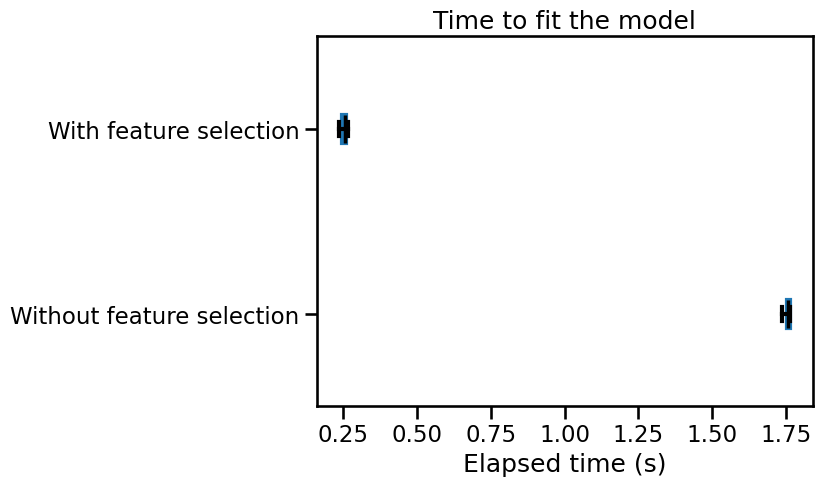 Time to fit the model
With feature selection
Without feature selection
0.25 0.50 0.75 1.00 1.25 1.50 1.75
Elapsed time (s)